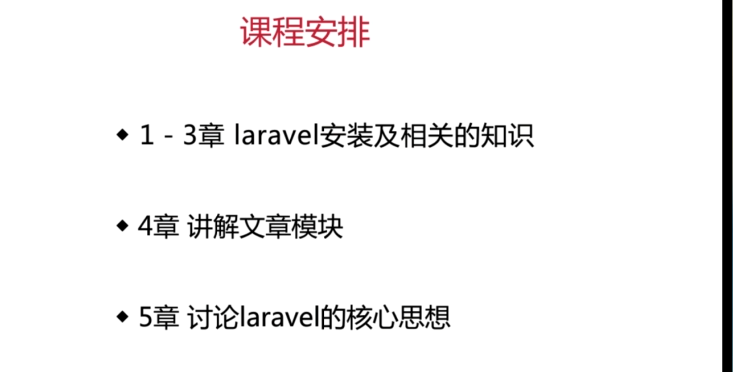 课程安排
◆ 1 - 3章 laravel安装及相关的知识
◆ 4章 讲解文章模块
◆ 5章 讨论laravel的核心思想